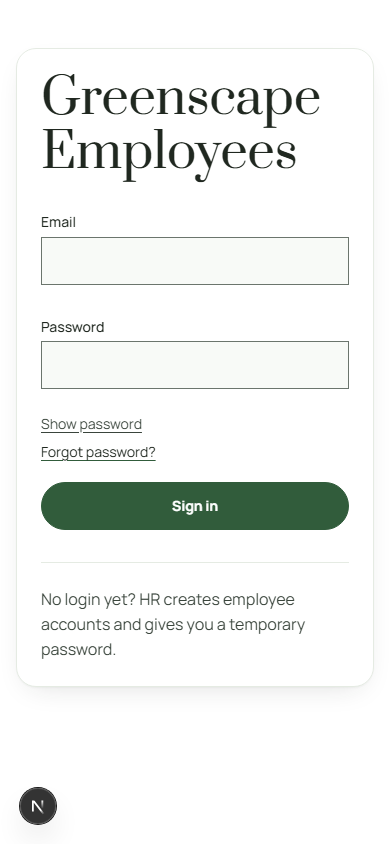 Greenscape
Employees
Email
Password
Show password
Forgot password?
Sign in
No login yet? HR creates employee
accounts and gives you a temporary
password.
N